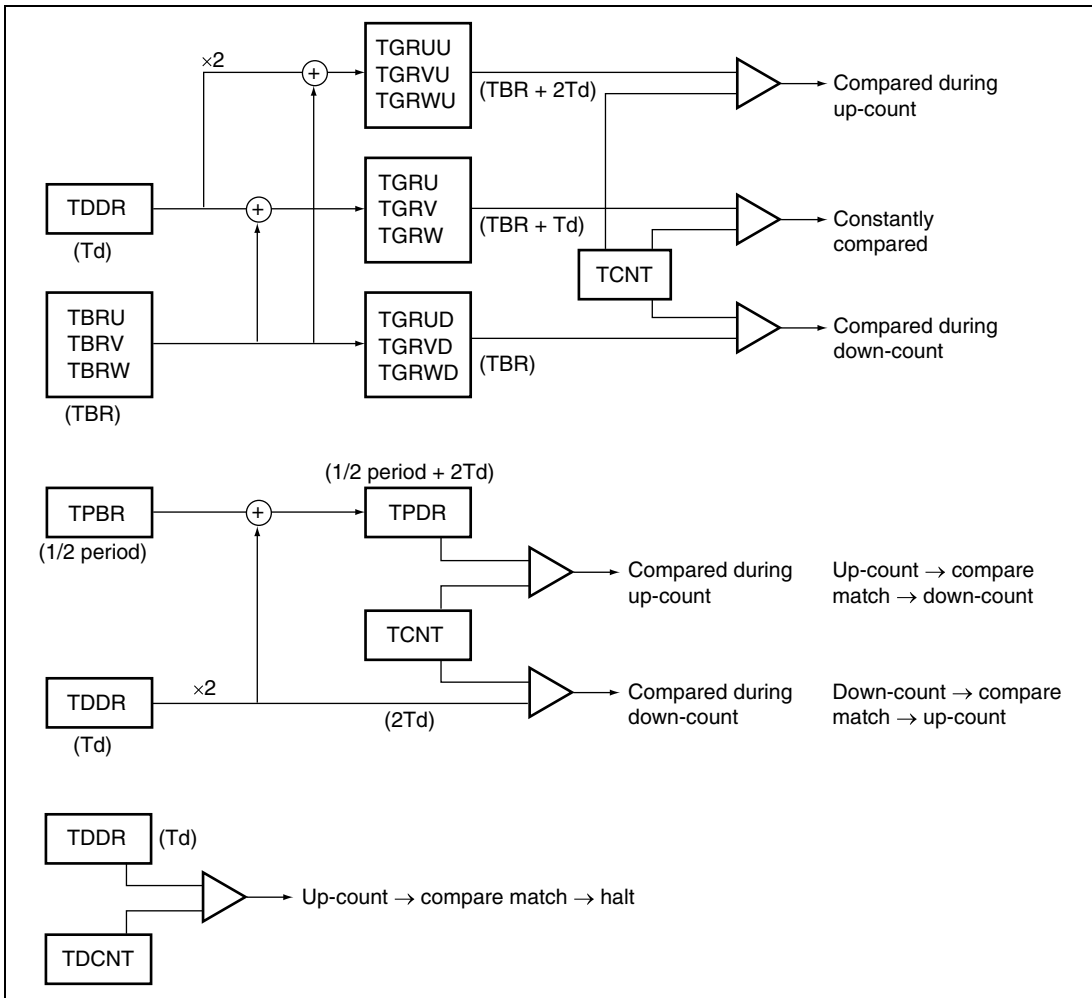 ×2
+
TGRUU
TGRVU
TGRWU
(TBR + 2Td)
Compared during
up-count
TDDR
(Td)
+
TGRU
TGRV
TGRW
(TBR + Td)
TCNT
Constantly
compared
TBRU
TBRV
TBRW
(TBR)
TGRUD
TGRVD
TGRWD
(TBR)
Compared during
down-count
(1/2 period + 2Td)
TPBR
(1/2 period)
+
TPDR
Compared during
up-count
Up-count → compare
match → down-count
TCNT
TDDR
(Td)
×2
(2Td)
Compared during
down-count
Down-count → compare
match → up-count
TDDR
(Td)
Up-count → compare match → halt
TDCNT